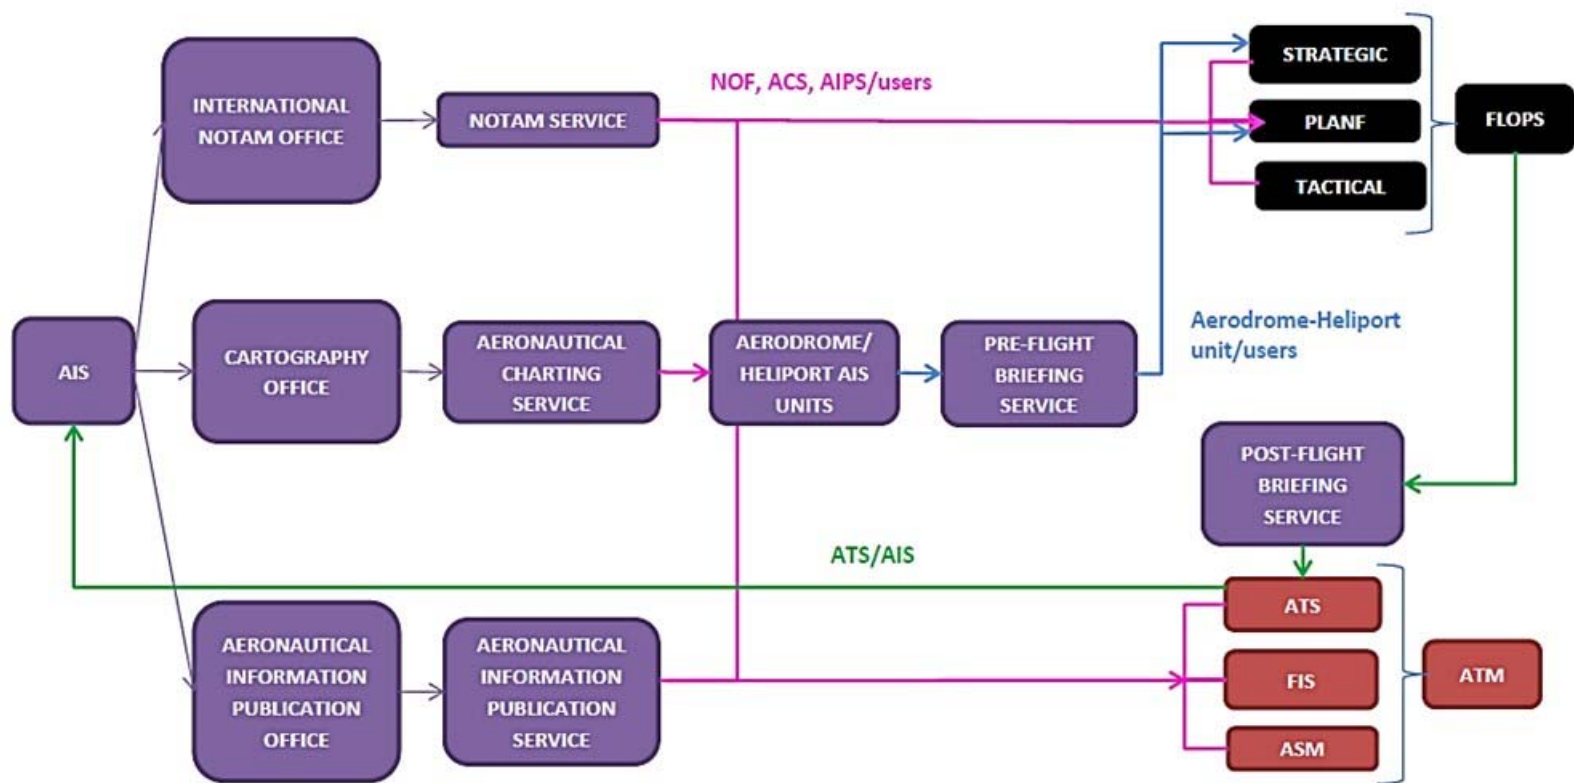 STRATEGIC
NOF, ACS, AIPS/users
INTERNATIONAL
NOTAM OFFICE
NOTAM SERVICE
PLANF
FLOPS
TACTICAL
Aerodrome-Heliport
unit/users
AIS
CARTOGRAPHY
OFFICE
AERONAUTICAL
CHARTING
SERVICE
AERODROME/
HELIPORT AIS
UNITS
PRE-FLIGHT
BRIEFING
SERVICE
POST-FLIGHT
BRIEFING
SERVICE
ATS/AIS
ATS
AERONAUTICAL
INFORMATION
PUBLICATION
OFFICE
AERONAUTICAL
INFORMATION
PUBLICATION
SERVICE
FIS
ATM
ASM